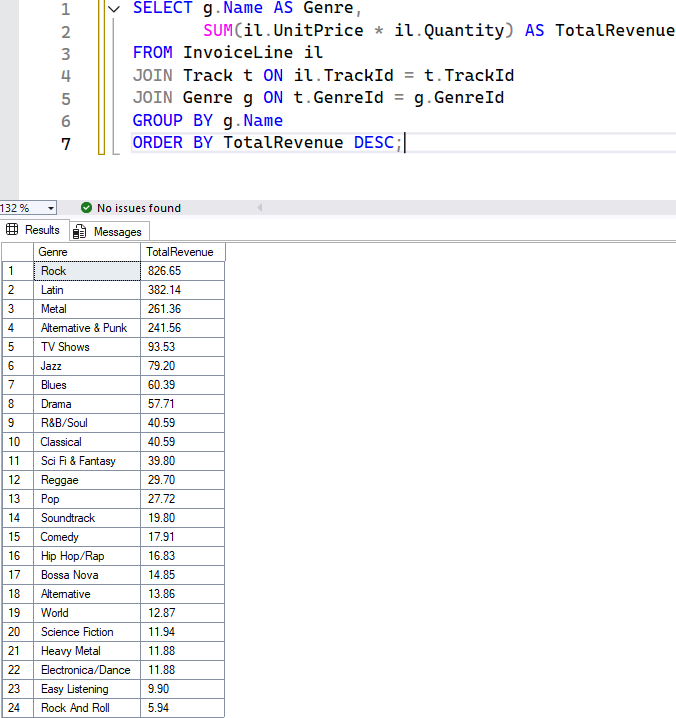 1 SELECT g.Name AS Genre,
2 SUM(il.UnitPrice * il.Quantity) AS TotalRevenue
3 FROM InvoiceLine il
4 JOIN Track t ON il.TrackId = t.TrackId
5 JOIN Genre g ON t.GenreId = g.GenreId
6 GROUP BY g.Name
7 ORDER BY TotalRevenue DESC;
132 % No issues found
Results Messages
Genre TotalRevenue
1 Rock 826.65
2 Latin 382.14
3 Metal 261.36
4 Alternative & Punk 241.56
5 TV Shows 93.53
6 Jazz 79.20
7 Blues 60.39
8 Drama 57.71
9 R&B/Soul 40.59
10 Classical 40.59
11 Sci Fi & Fantasy 39.80
12 Reggae 29.70
13 Pop 27.72
14 Soundtrack 19.80
15 Comedy 17.91
16 Hip Hop/Rap 16.83
17 Bossa Nova 14.85
18 Alternative 13.86
19 World 12.87
20 Science Fiction 11.94
21 Heavy Metal 11.88
22 Electronica/Dance 11.88
23 Easy Listening 9.90
24 Rock And Roll 5.94